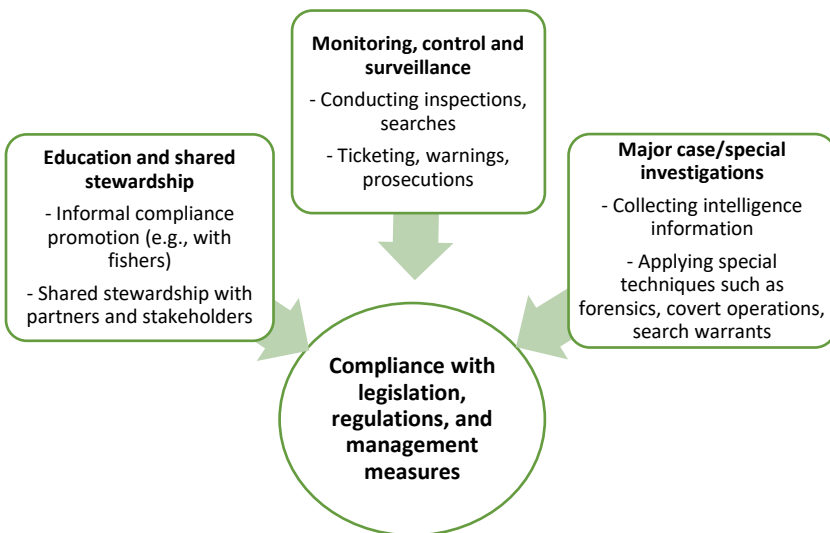 Monitoring, control and
surveillance
- Conducting inspections,
searches
- Ticketing, warnings,
prosecutions
Education and shared
stewardship
- Informal compliance
promotion (e.g., with
fishers)
- Shared stewardship with
partners and stakeholders
Major case/special
investigations
- Collecting intelligence
information
- Applying special
techniques such as
forensics, covert operations,
search warrants
Compliance with
legislation,
regulations, and
management
measures